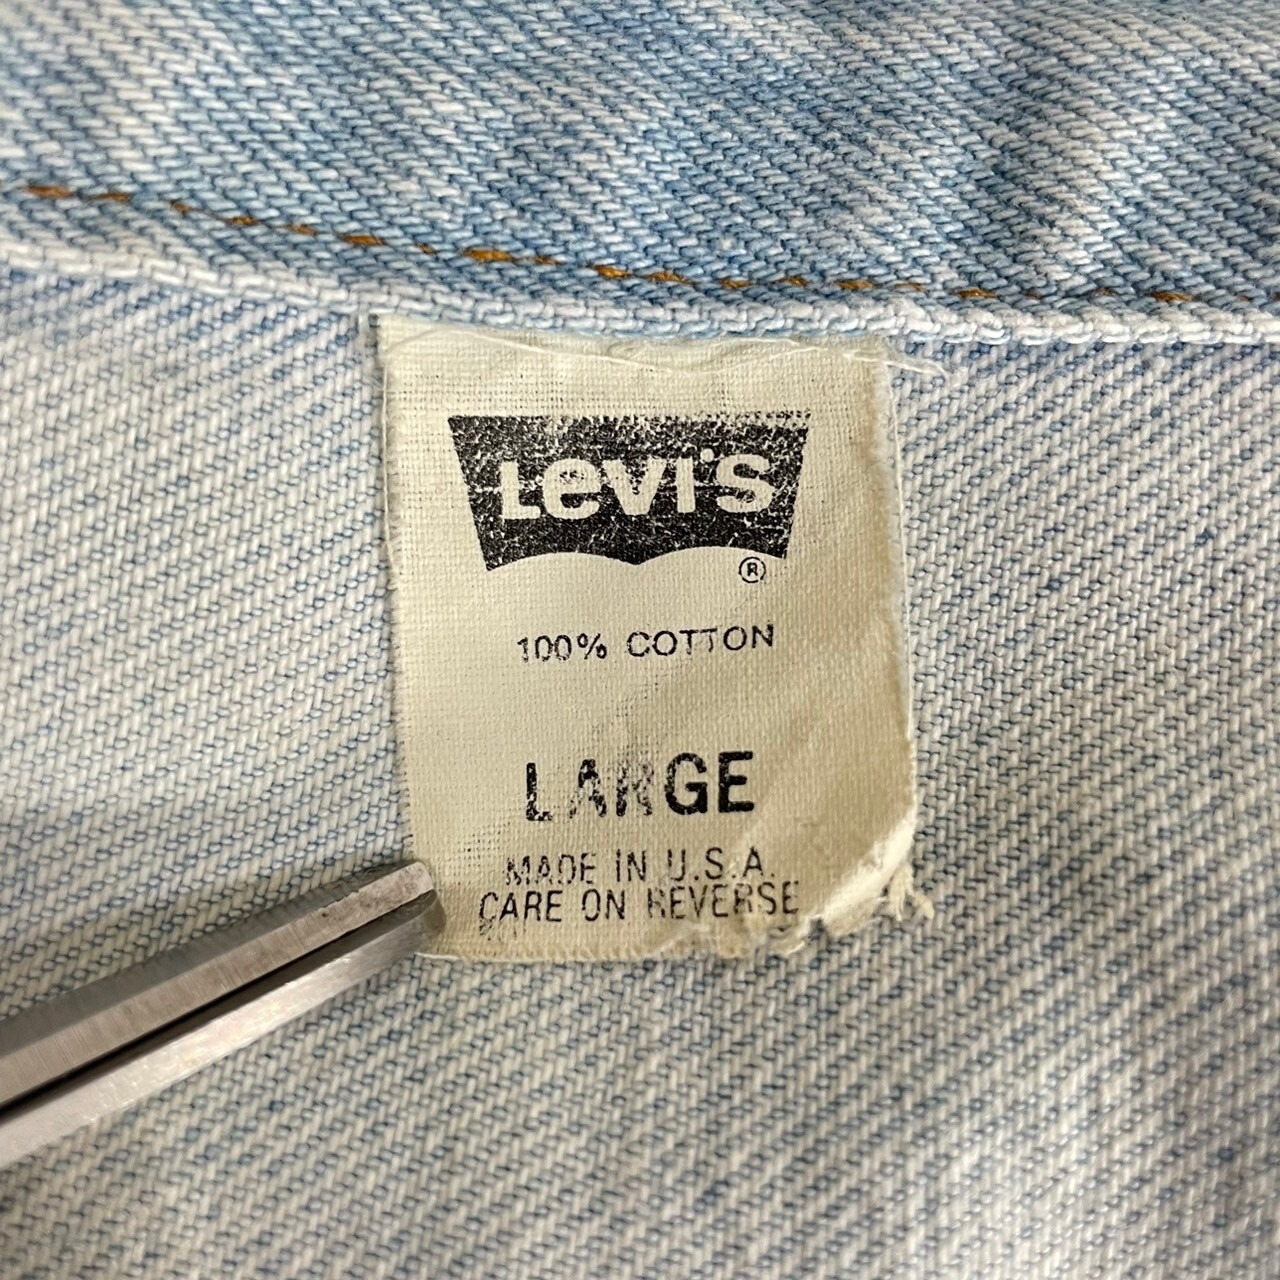 Levi's
®
100% COTTON
LARGE
MADE IN U.S.A.
CARE ON REVERSE